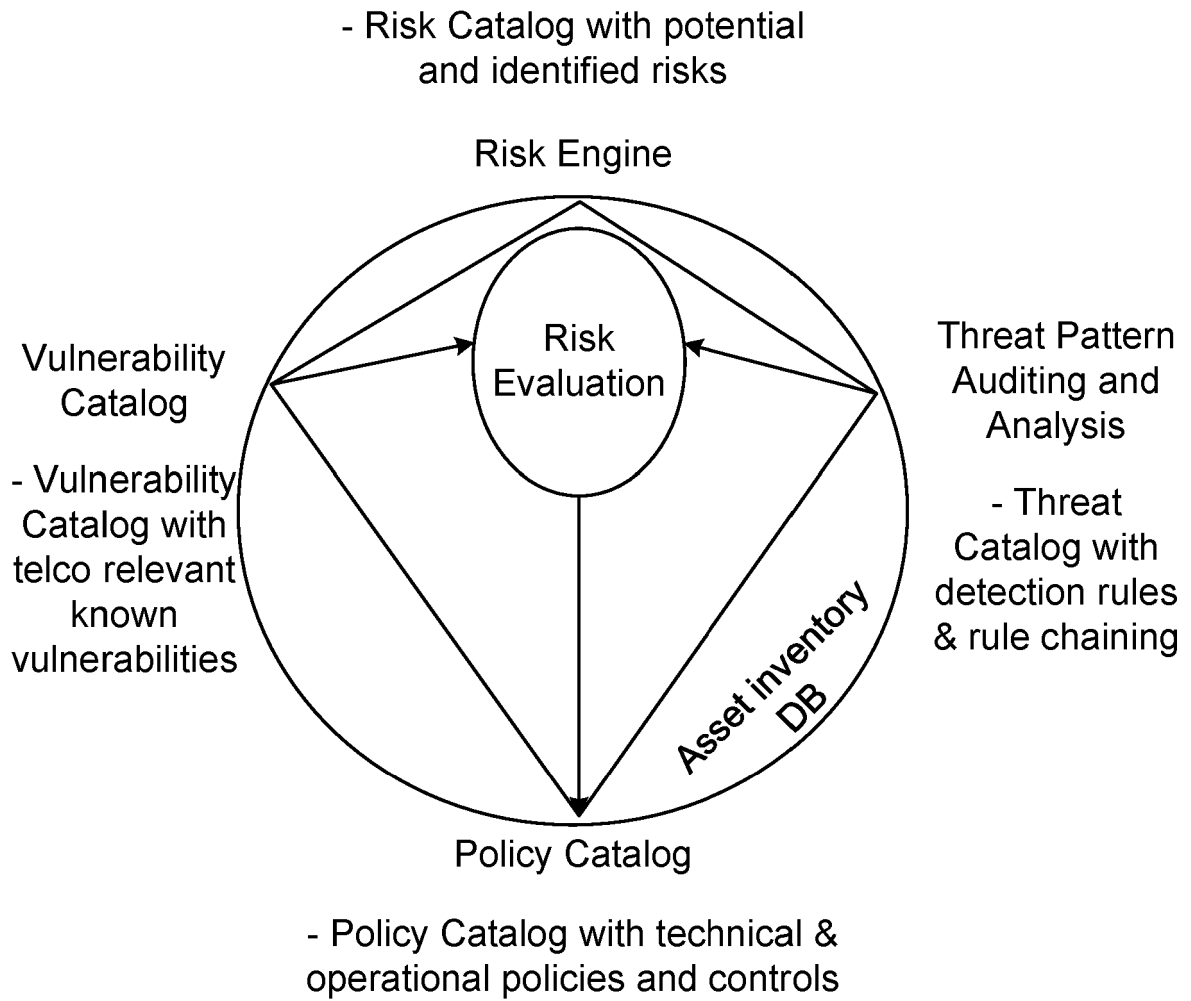 - Risk Catalog with potential
and identified risks
Risk Engine
Risk
Evaluation
Vulnerability
Catalog
- Vulnerability
Catalog with
telco relevant
known
vulnerabilities
Threat Pattern
Auditing and
Analysis
- Threat
Catalog with
detection rules
& rule chaining
Asset inventory
DB
Policy Catalog
- Policy Catalog with technical &
operational policies and controls